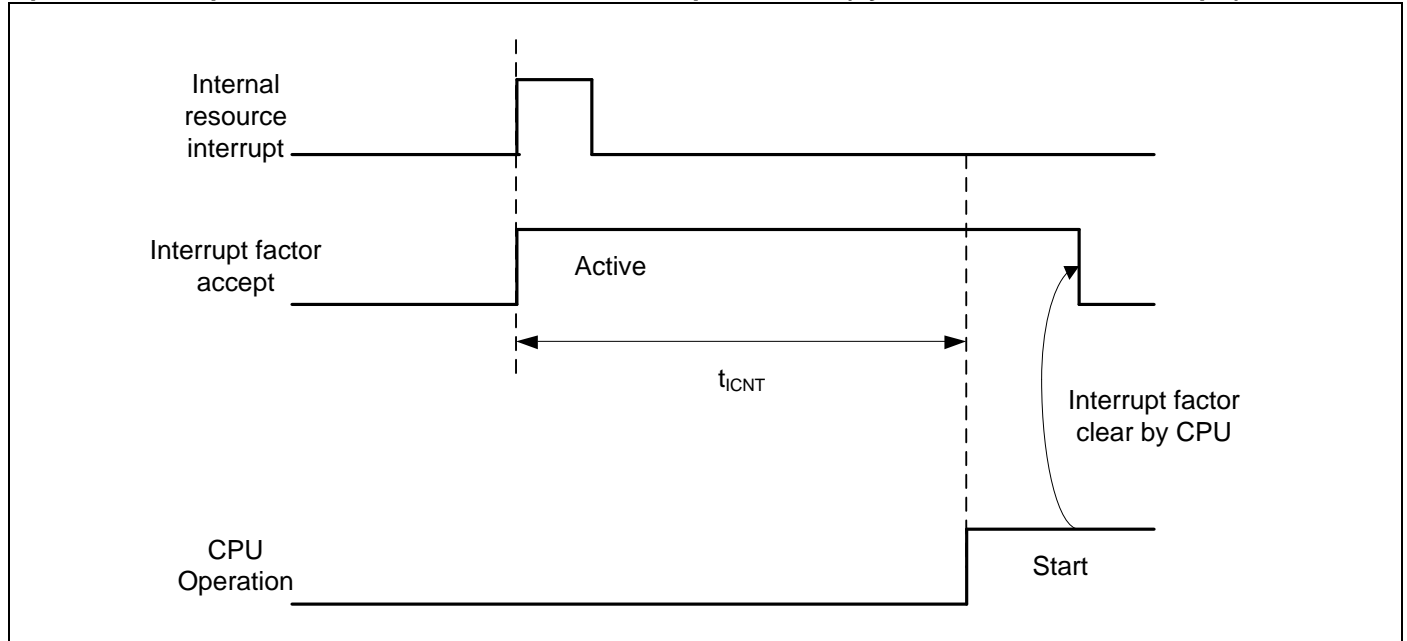 Internal
resource
interrupt
Interrupt factor
accept
Active
tICNT
Interrupt factor
clear by CPU
CPU
Operation
Start